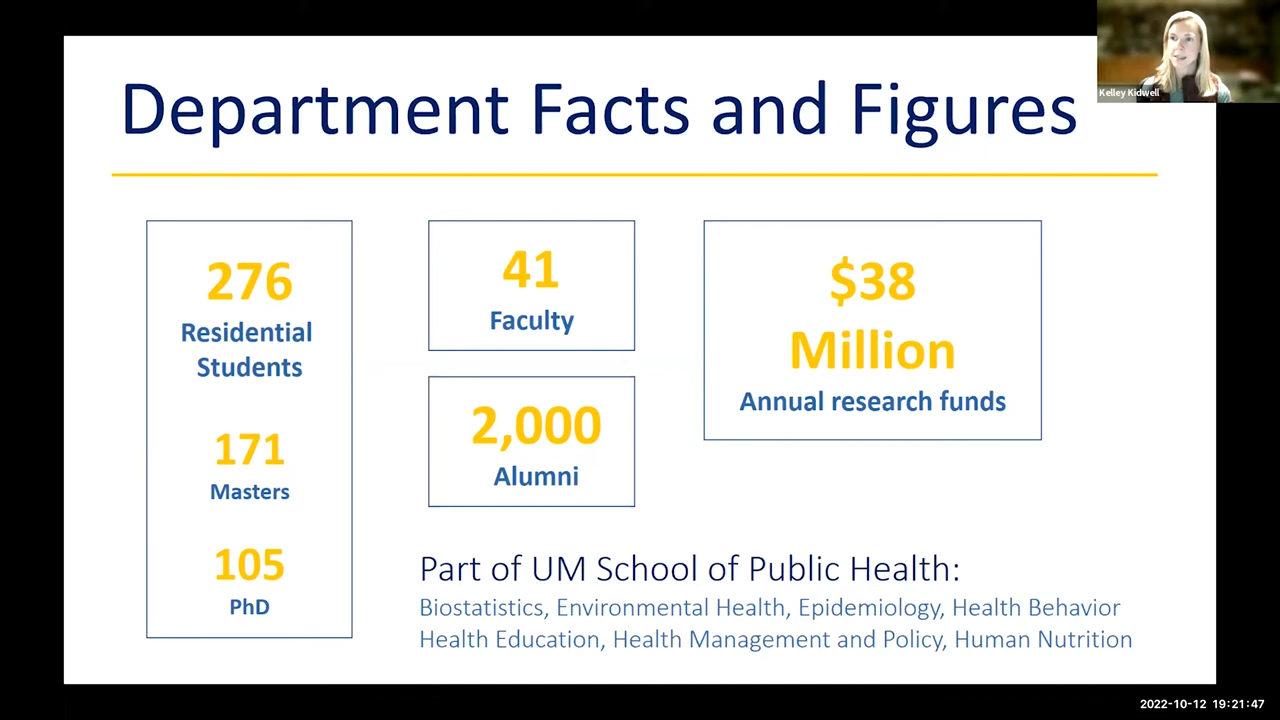 Department Facts and Figures
Kelley Kidwell
276
Residential
Students
171
Masters
105
PhD
41
Faculty
2,000
Alumni
$38
Million
Annual research funds
Part of UM School of Public Health:
Biostatistics, Environmental Health, Epidemiology, Health Behavior
Health Education, Health Management and Policy, Human Nutrition
2022-10-12 19:21:47